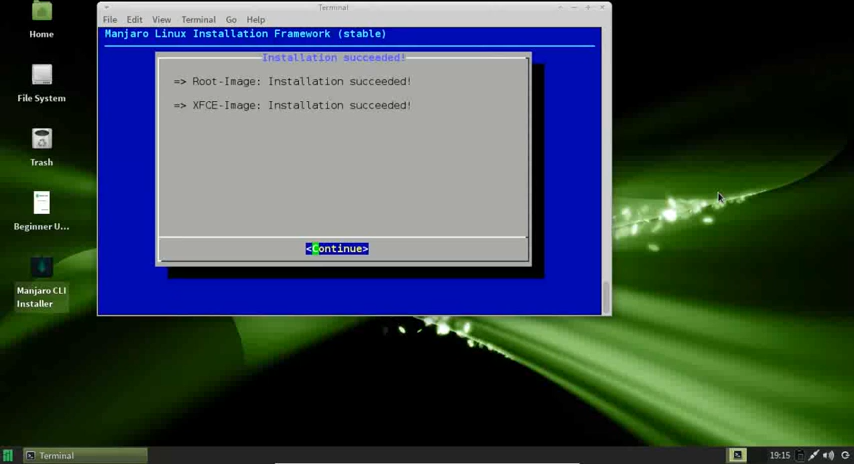 Terminal
File Edit View Terminal Go Help
Manjaro Linux Installation Framework (stable)
Installation succeeded!
=> Root-Image: Installation succeeded!
=> XFCE-Image: Installation succeeded!
<Continue>
Home
File System
Trash
Beginner U...
Manjaro CLI
Installer
Terminal
19:15